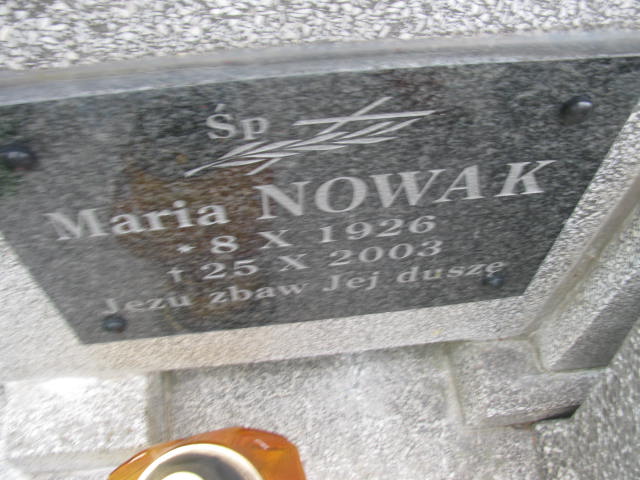 Śp
Maria NOWAK
* 8 X 1926
† 25 X 2003
Jezu zbaw Jej duszę